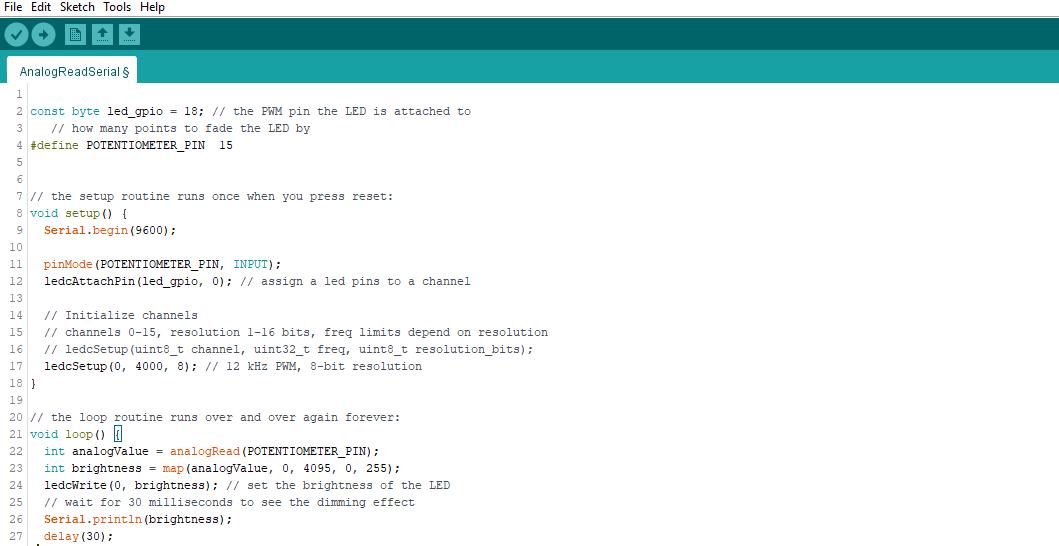 File Edit Sketch Tools Help
AnalogReadSerial §
1
2 const byte led_gpio = 18; // the PWM pin the LED is attached to
3 // how many points to fade the LED by
4 #define POTENTIOMETER_PIN  15
5
6
7 // the setup routine runs once when you press reset:
8 void setup() {
9 Serial.begin(9600);
10
11 pinMode(POTENTIOMETER_PIN, INPUT);
12 ledcAttachPin(led_gpio, 0); // assign a led pins to a channel
13
14 // Initialize channels
15 // channels 0-15, resolution 1-16 bits, freq limits depend on resolution
16 // ledcSetup(uint8_t channel, uint32_t freq, uint8_t resolution_bits);
17 ledcSetup(0, 4000, 8); // 12 kHz PWM, 8-bit resolution
18 }
19
20 // the loop routine runs over and over again forever:
21 void loop() {
22 int analogValue = analogRead(POTENTIOMETER_PIN);
23 int brightness = map(analogValue, 0, 4095, 0, 255);
24 ledcWrite(0, brightness); // set the brightness of the LED
25 // wait for 30 milliseconds to see the dimming effect
26 Serial.println(brightness);
27 delay(30);